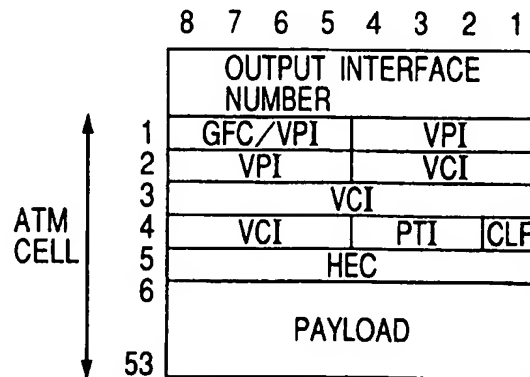 8 7 6 5 4 3 2 1
OUTPUT INTERFACE
NUMBER
1 GFC/VPI VPI
2 VPI VCI
3 VCI
ATM
CELL
4 VCI PTI CLP
5 HEC
6
PAYLOAD
53